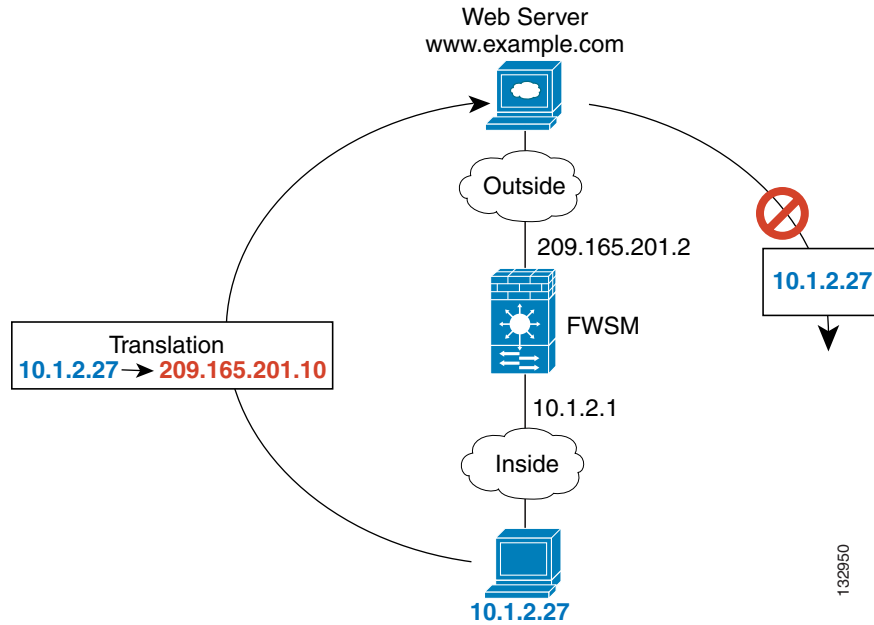 Web Server
www.example.com
Outside
209.165.201.2
10.1.2.27
FWSM
Translation
10.1.2.27 → 209.165.201.10
10.1.2.1
Inside
10.1.2.27
132950